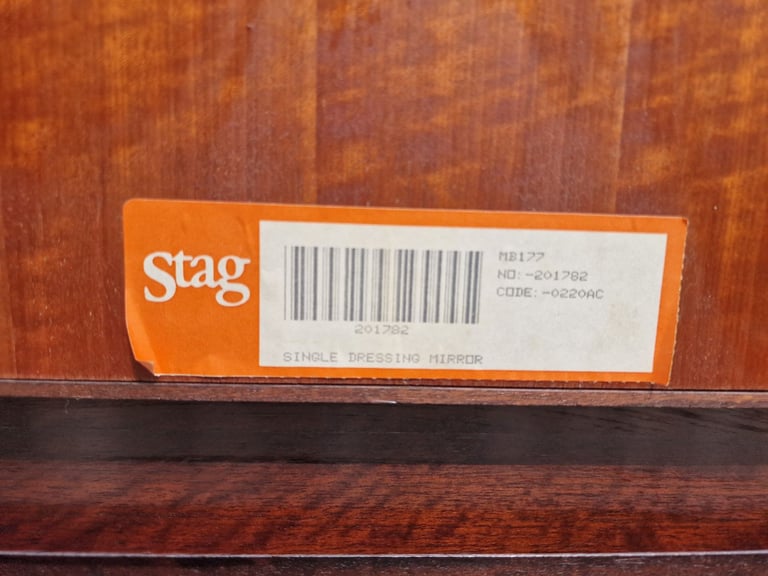 Stag
MB177
NO:-201782
CODE:-0220AC
201782
SINGLE DRESSING MIRROR